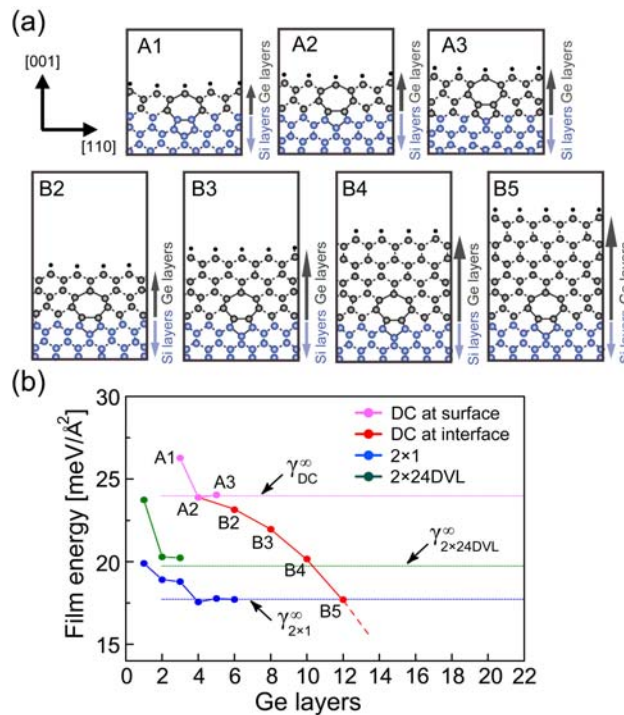 (a)
[001]
[110]
A1
Si layers Ge layers
A2
Si layers Ge layers
A3
Si layers Ge layers
B2
Si layers Ge layers
B3
Si layers Ge layers
B4
Si layers Ge layers
B5
Si layers Ge layers
(b)
Film energy [meV/Å²]
30
25
20
15
DC at surface
DC at interface
2×1
2×24DVL
A1
A2
A3
B2
B3
B4
B5
γ∞DC
γ∞2×24DVL
γ∞2×1
0 2 4 6 8 10 12 14 16 18 20 22
Ge layers